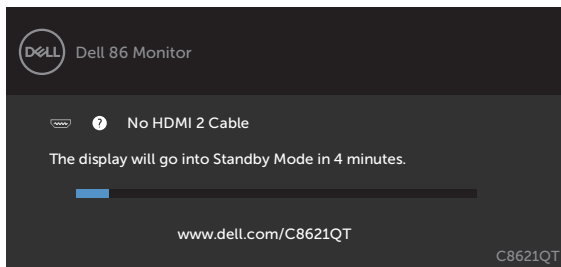 DELL
Dell 86 Monitor
? No HDMI 2 Cable
The display will go into Standby Mode in 4 minutes.
www.dell.com/C8621QT
C8621QT